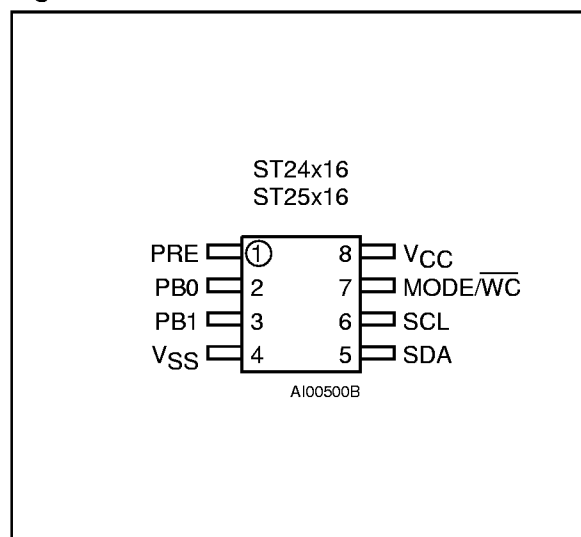 ST24x16
ST25x16
PRE 1 8 VCC
PB0 2 7 MODE/WC
PB1 3 6 SCL
VSS 4 5 SDA
AI00500B